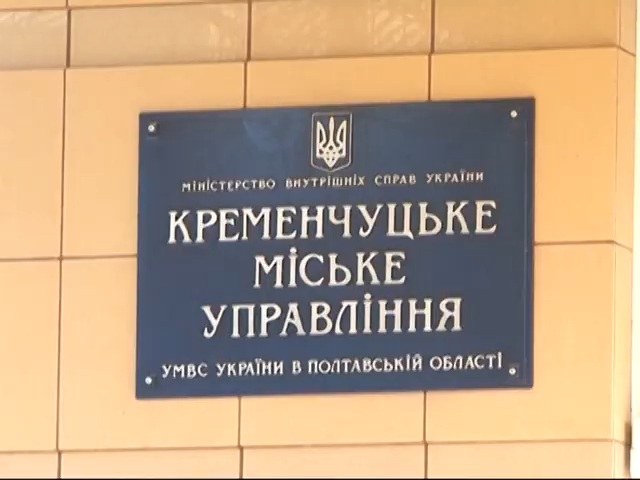 МІНІСТЕРСТВО ВНУТРІШНІХ СПРАВ УКРАЇНИ
КРЕМЕНЧУЦЬКЕ
МІСЬКЕ
УПРАВЛІННЯ
УМВС УКРАЇНИ В ПОЛТАВСЬКІЙ ОБЛАСТІ